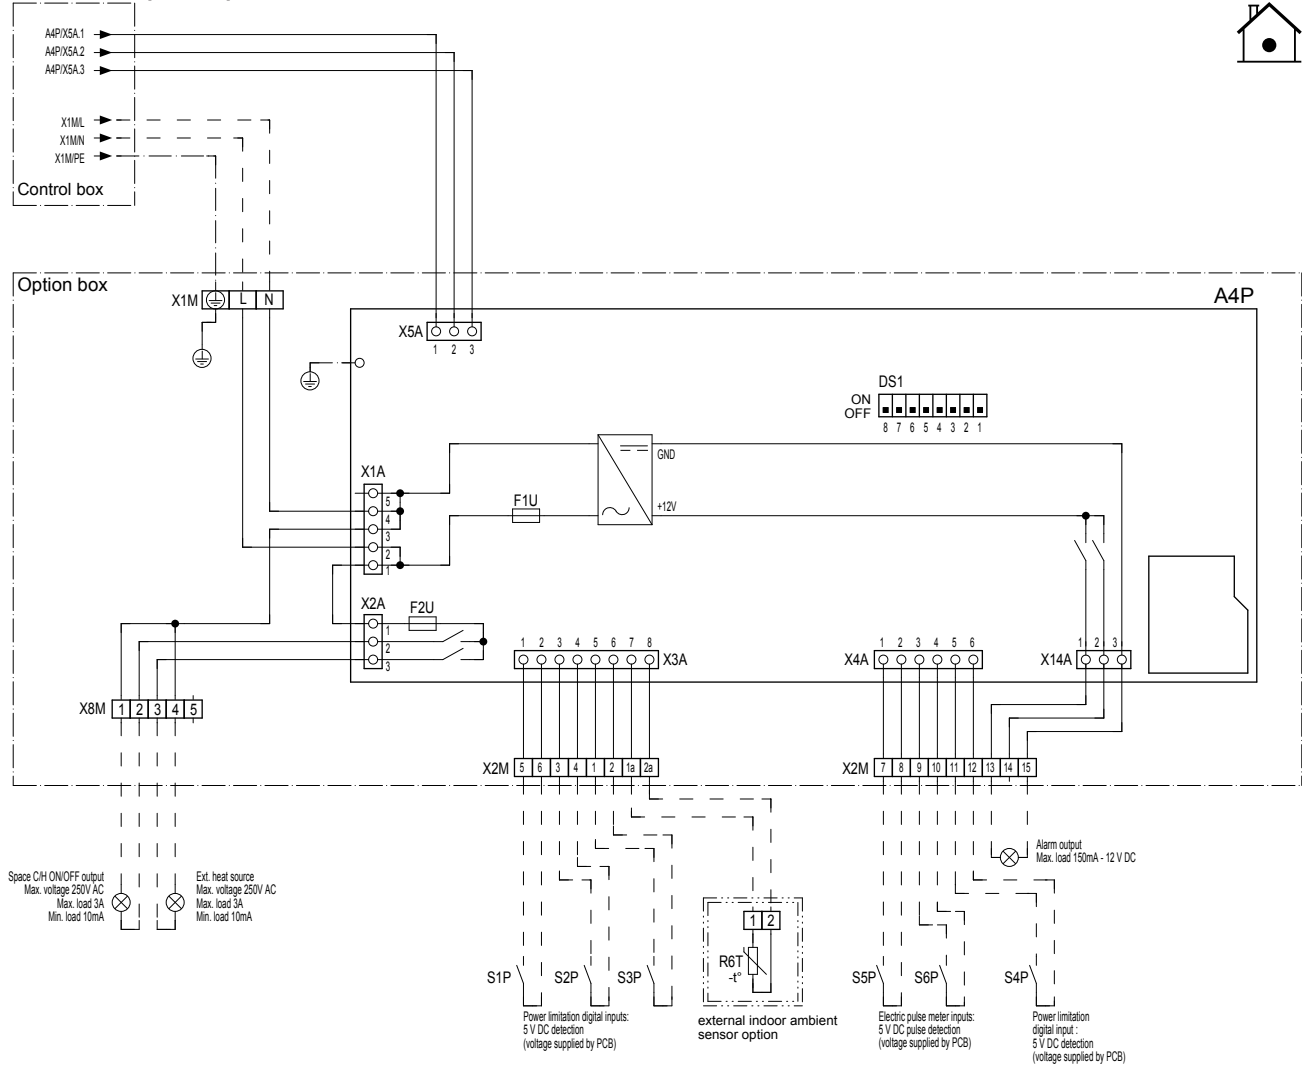 A4P/X5A.1
A4P/X5A.2
A4P/X5A.3
X1M/L
X1M/N
X1M/PE
Control box
Option box
X1M L N
A4P
X5A
1 2 3
DS1
ON
OFF
8 7 6 5 4 3 2 1
GND
X1A
5
4
3
2
1
F1U
+12V
X2A
F2U
1
2
3
1 2 3 4 5 6 7 8
X3A
1 2 3 4 5 6
X4A
1 2 3
X14A
X8M 1 2 3 4 5
X2M 5 6 3 4 1 2 1a 2a
X2M 7 8 9 10 11 12 13 14 15
Alarm output
Max. load 150mA - 12 V DC
Space C/H ON/OFF output
Max. voltage 250V AC
Max. load 3A
Min. load 10mA
Ext. heat source
Max. voltage 250V AC
Max. load 3A
Min. load 10mA
1 2
R6T
-t°
S1P
S2P
S3P
S5P
S6P
S4P
Power limitation digital inputs:
5 V DC detection
(voltage supplied by PCB)
external indoor ambient
sensor option
Electric pulse meter inputs:
5 V DC pulse detection
(voltage supplied by PCB)
Power limitation
digital input :
5 V DC detection
(voltage supplied by PCB)